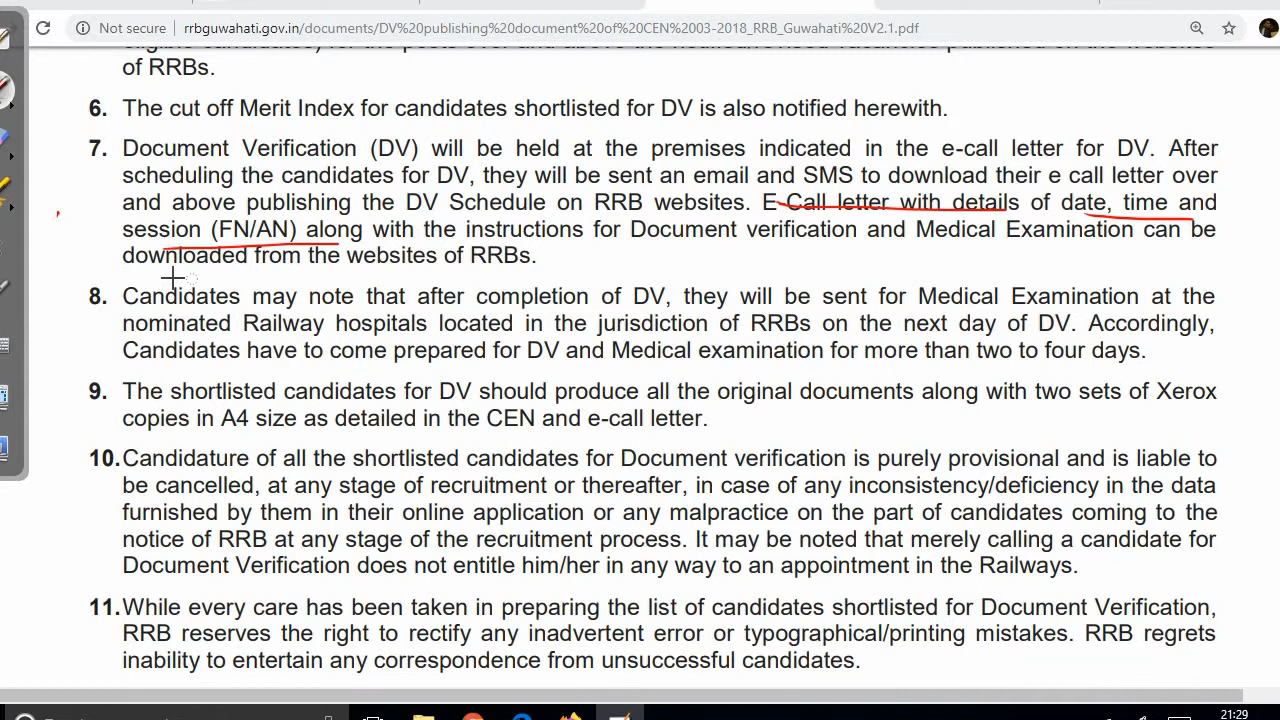 Not secure | rrbguwahati.gov.in/documents/DV%20publishing%20document%20of%20CEN%2003-2018_RRB_Guwahati%20V2.1.pdf
of RRBs.
6. The cut off Merit Index for candidates shortlisted for DV is also notified herewith.
7. Document Verification (DV) will be held at the premises indicated in the e-call letter for DV. After
scheduling the candidates for DV, they will be sent an email and SMS to download their e call letter over
and above publishing the DV Schedule on RRB websites. E-Call letter with details of date, time and
session (FN/AN) along with the instructions for Document verification and Medical Examination can be
downloaded from the websites of RRBs.
8. Candidates may note that after completion of DV, they will be sent for Medical Examination at the
nominated Railway hospitals located in the jurisdiction of RRBs on the next day of DV. Accordingly,
Candidates have to come prepared for DV and Medical examination for more than two to four days.
9. The shortlisted candidates for DV should produce all the original documents along with two sets of Xerox
copies in A4 size as detailed in the CEN and e-call letter.
10. Candidature of all the shortlisted candidates for Document verification is purely provisional and is liable to
be cancelled, at any stage of recruitment or thereafter, in case of any inconsistency/deficiency in the data
furnished by them in their online application or any malpractice on the part of candidates coming to the
notice of RRB at any stage of the recruitment process. It may be noted that merely calling a candidate for
Document Verification does not entitle him/her in any way to an appointment in the Railways.
11. While every care has been taken in preparing the list of candidates shortlisted for Document Verification,
RRB reserves the right to rectify any inadvertent error or typographical/printing mistakes. RRB regrets
inability to entertain any correspondence from unsuccessful candidates.
21:29